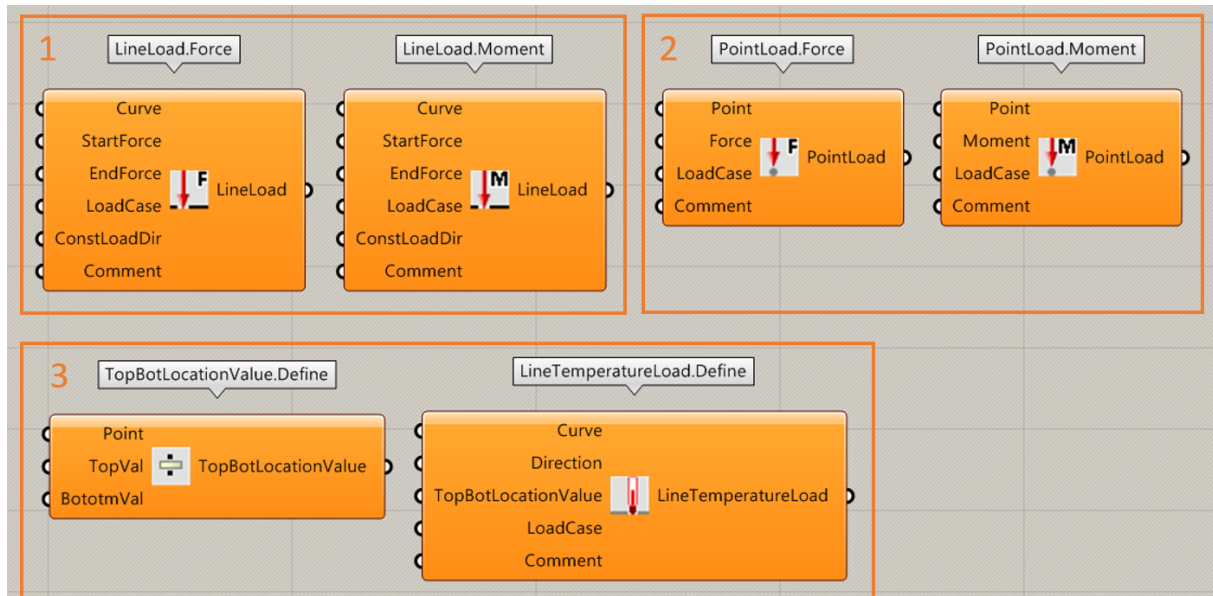 1
LineLoad.Force
Curve
StartForce
EndForce
LoadCase
ConstLoadDir
Comment
F
LineLoad
LineLoad.Moment
Curve
StartForce
EndForce
LoadCase
ConstLoadDir
Comment
M
LineLoad
2
PointLoad.Force
Point
Force
LoadCase
Comment
F
PointLoad
PointLoad.Moment
Point
Moment
LoadCase
Comment
M
PointLoad
3
TopBotLocationValue.Define
Point
TopVal
BototmVal
TopBotLocationValue
LineTemperatureLoad.Define
Curve
Direction
TopBotLocationValue
LoadCase
Comment
LineTemperatureLoad